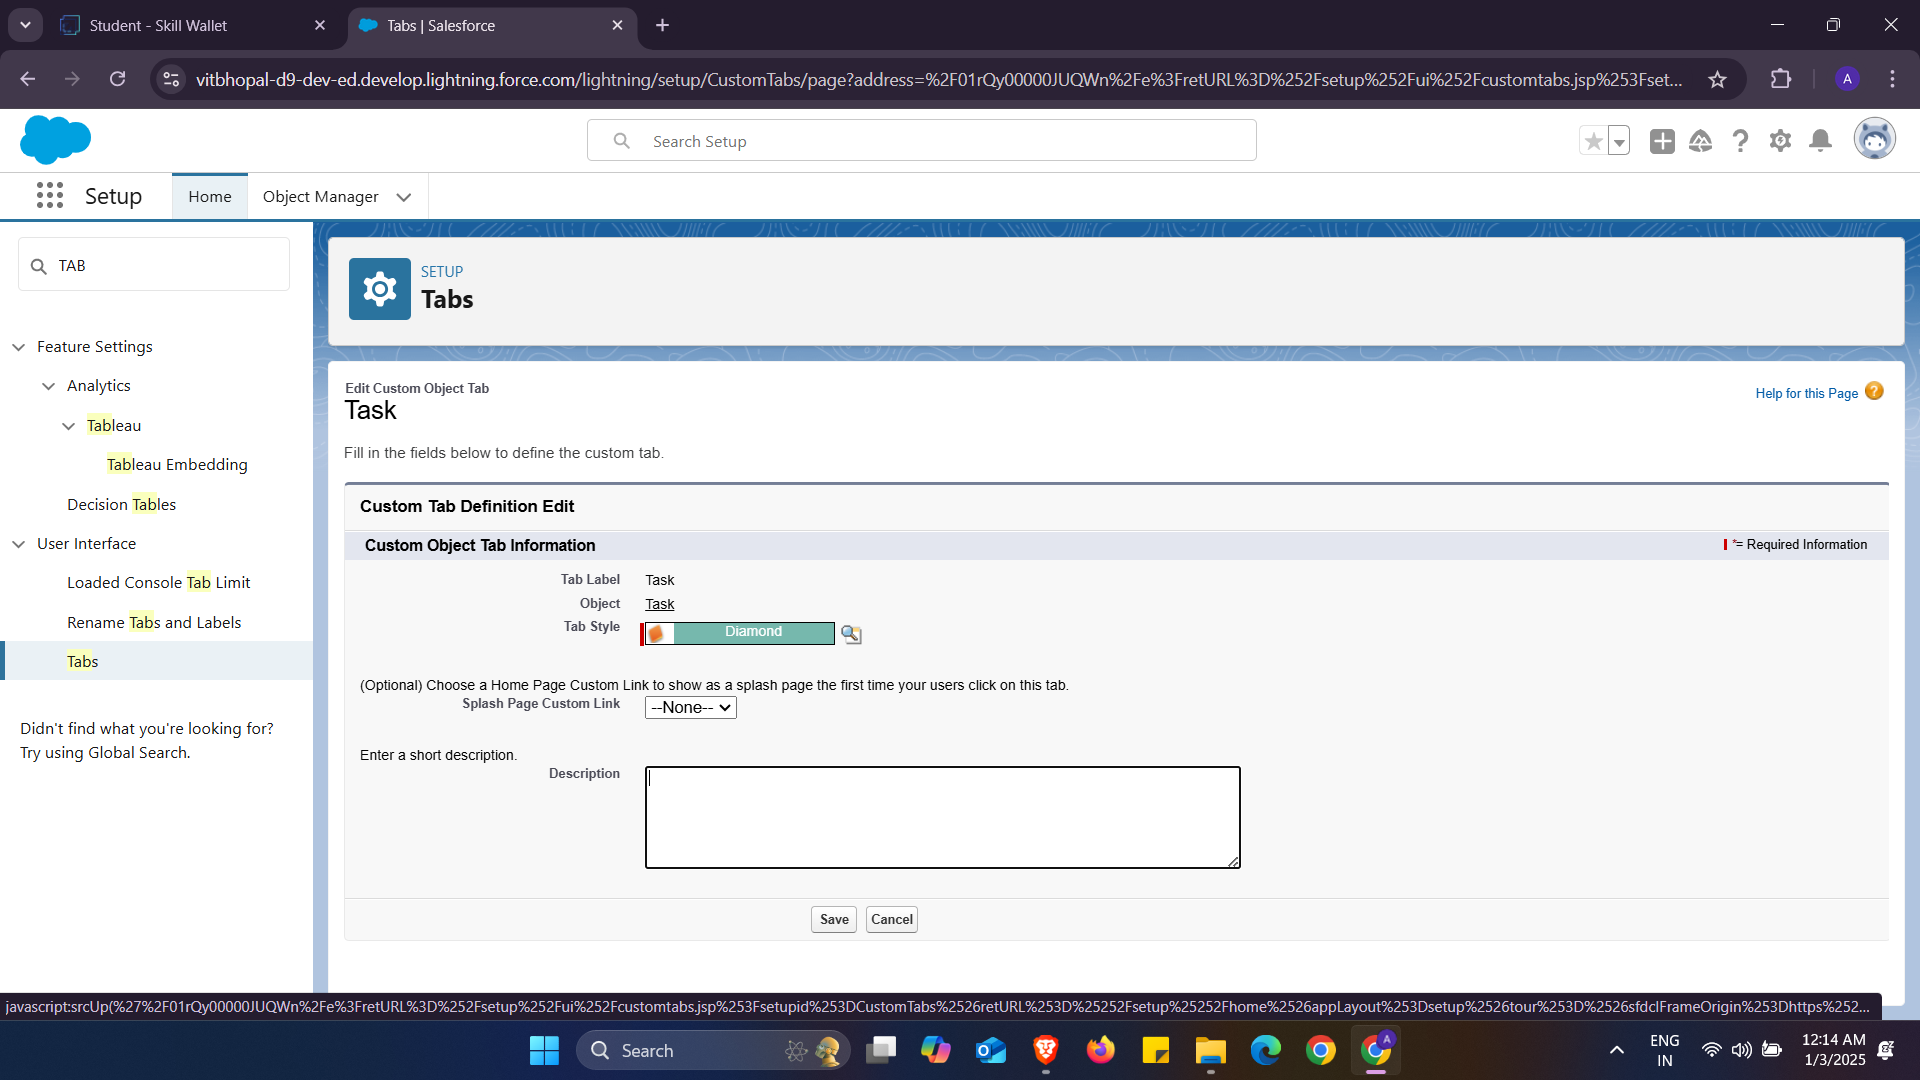 Student - Skill Wallet
Tabs | Salesforce
vitbhopal-d9-dev-ed.develop.lightning.force.com/lightning/setup/CustomTabs/page?address=%2F01rQy00000JUQWn%2Fe%3FretURL%3D%252Fsetup%252Fui%252Fcustomtabs.jsp%253Fset...
A
Search Setup
Setup
Home
Object Manager
TAB
SETUP
Tabs
Feature Settings
Analytics
Tableau
Tableau Embedding
Decision Tables
User Interface
Loaded Console Tab Limit
Rename Tabs and Labels
Tabs
Didn't find what you're looking for?
Try using Global Search.
Edit Custom Object Tab
Task
Help for this Page ?
Fill in the fields below to define the custom tab.
Custom Tab Definition Edit
Custom Object Tab Information
*= Required Information
Tab Label Task
Object Task
Tab Style Diamond
(Optional) Choose a Home Page Custom Link to show as a splash page the first time your users click on this tab.
Splash Page Custom Link --None--
Enter a short description.
Description
Save Cancel
javascript:srcUp(%27%2F01rQy00000JUQWn%2Fe%3FretURL%3D%252Fsetup%252Fui%252Fcustomtabs.jsp%253Fsetupid%253DCustomTabs%2526retURL%253D%25252Fsetup%25252Fhome%2526appLayout%253Dsetup%2526tour%253D%2526sfdcIFrameOrigin%253Dhttps%252...
Search
A
ENG
IN
12:14 AM
1/3/2025